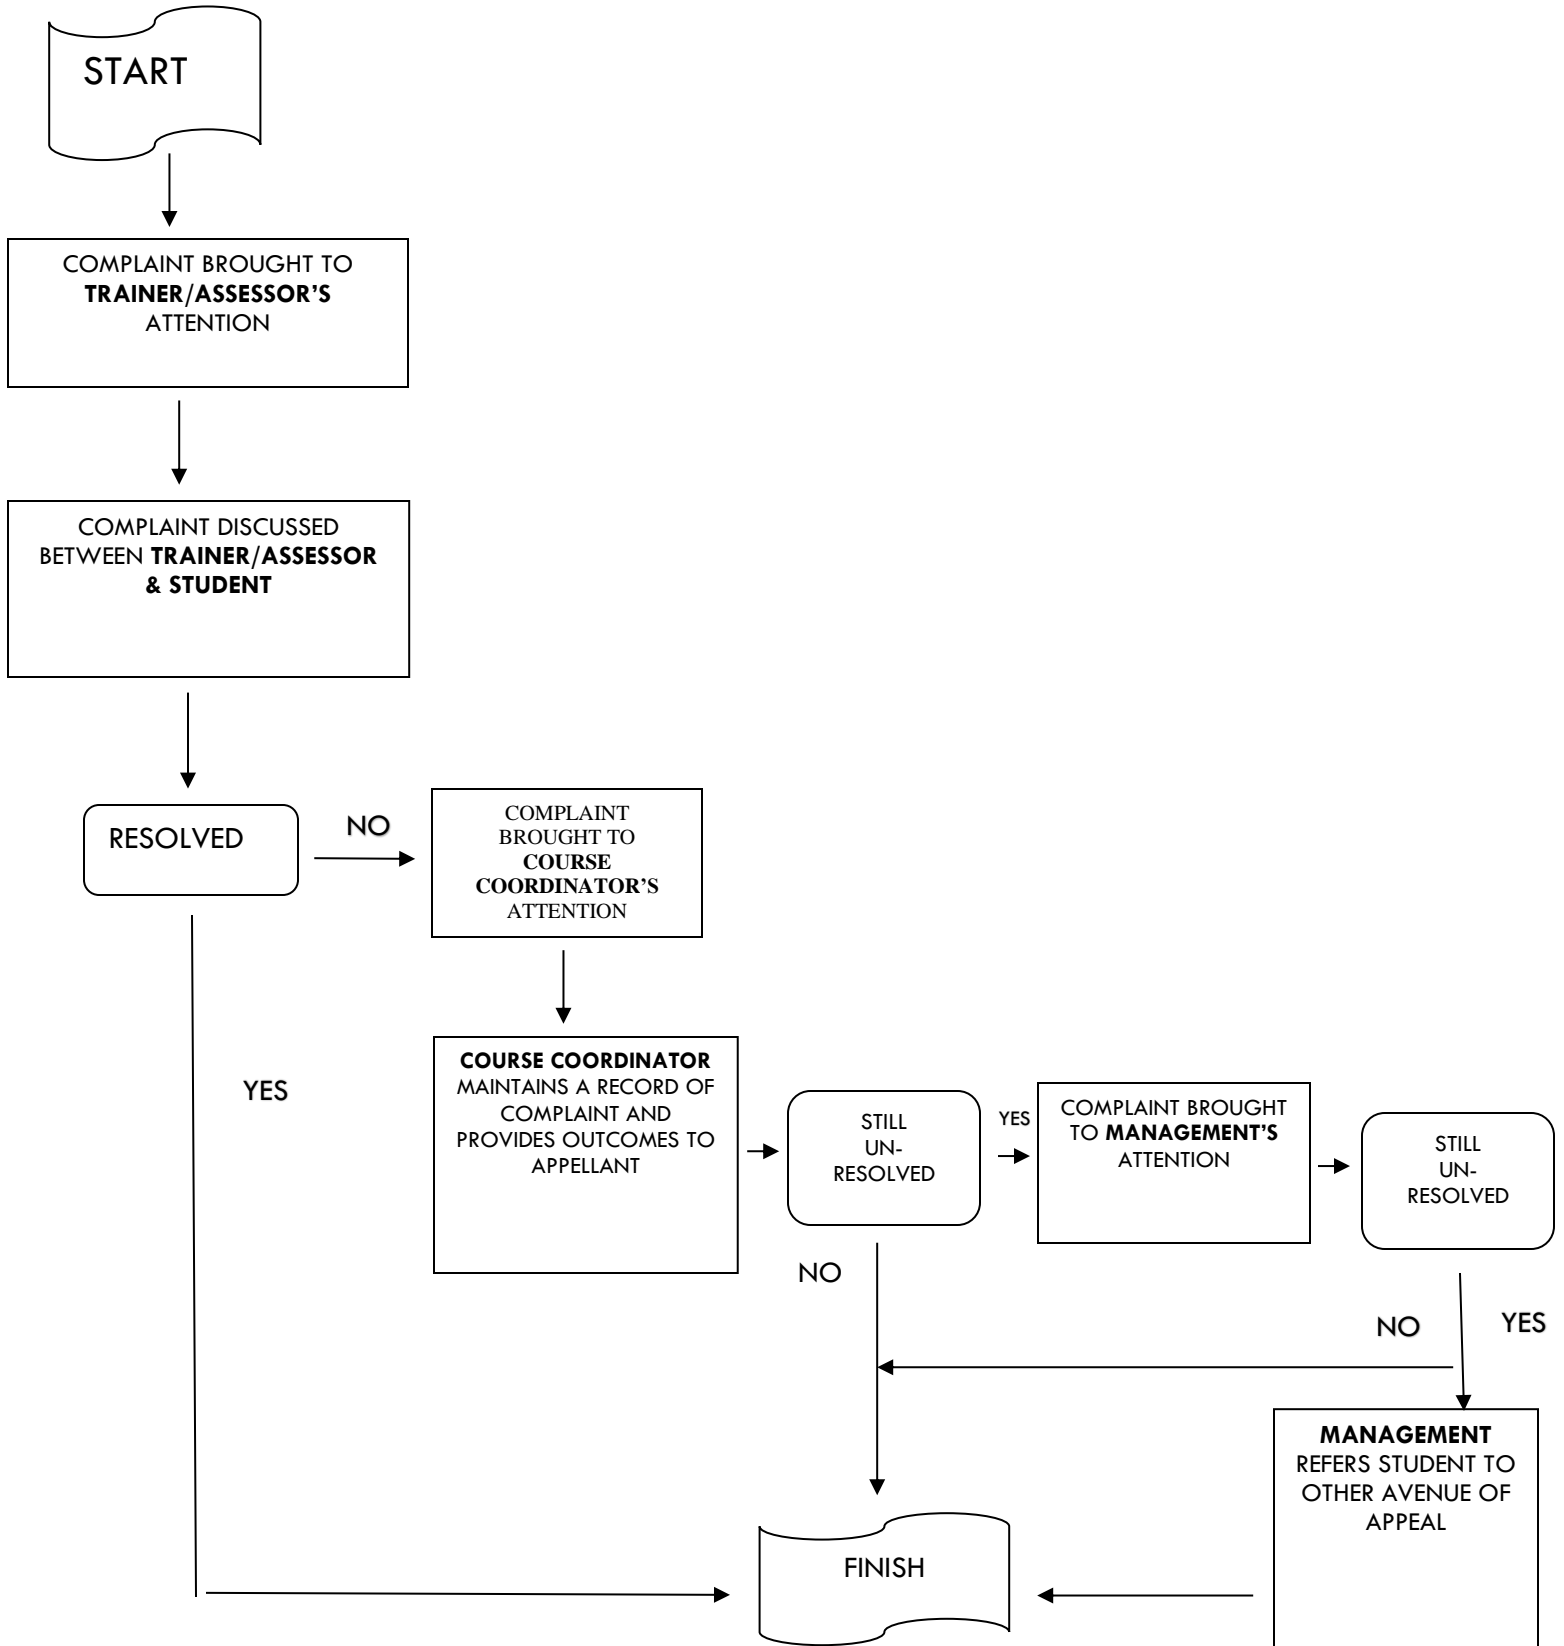 START
COMPLAINT BROUGHT TO
TRAINER/ASSESSOR’S
ATTENTION
COMPLAINT DISCUSSED
BETWEEN TRAINER/ASSESSOR
& STUDENT
RESOLVED
NO
COMPLAINT
BROUGHT TO
COURSE
COORDINATOR’S
ATTENTION
YES
COURSE COORDINATOR
MAINTAINS A RECORD OF
COMPLAINT AND
PROVIDES OUTCOMES TO
APPELLANT
STILL
UN-
RESOLVED
YES
COMPLAINT BROUGHT
TO MANAGEMENT’S
ATTENTION
STILL
UN-
RESOLVED
NO
NO
YES
MANAGEMENT
REFERS STUDENT TO
OTHER AVENUE OF
APPEAL
FINISH